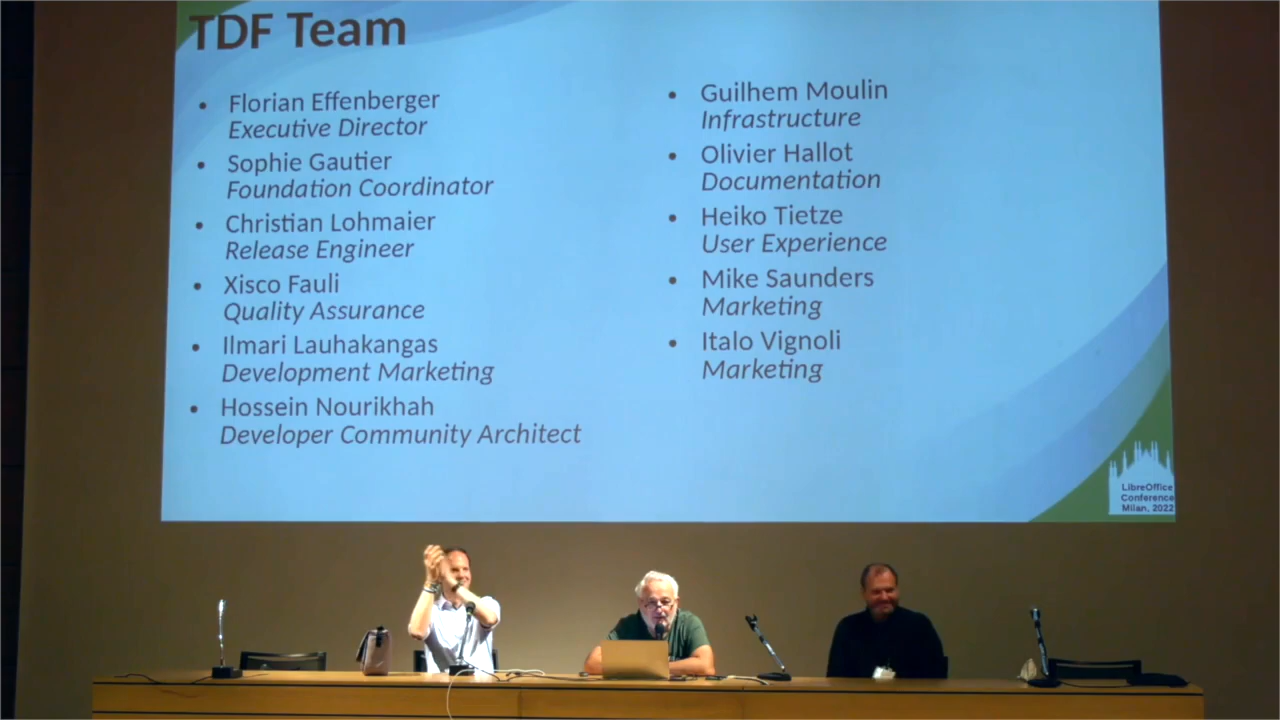 TDF Team
• Florian Effenberger
Executive Director
• Sophie Gautier
Foundation Coordinator
• Christian Lohmaier
Release Engineer
• Xisco Fauli
Quality Assurance
• Ilmari Lauhakangas
Development Marketing
• Hossein Nourikhah
Developer Community Architect
• Guilhem Moulin
Infrastructure
• Olivier Hallot
Documentation
• Heiko Tietze
User Experience
• Mike Saunders
Marketing
• Italo Vignoli
Marketing
LibreOffice
Conference
Milan, 2022